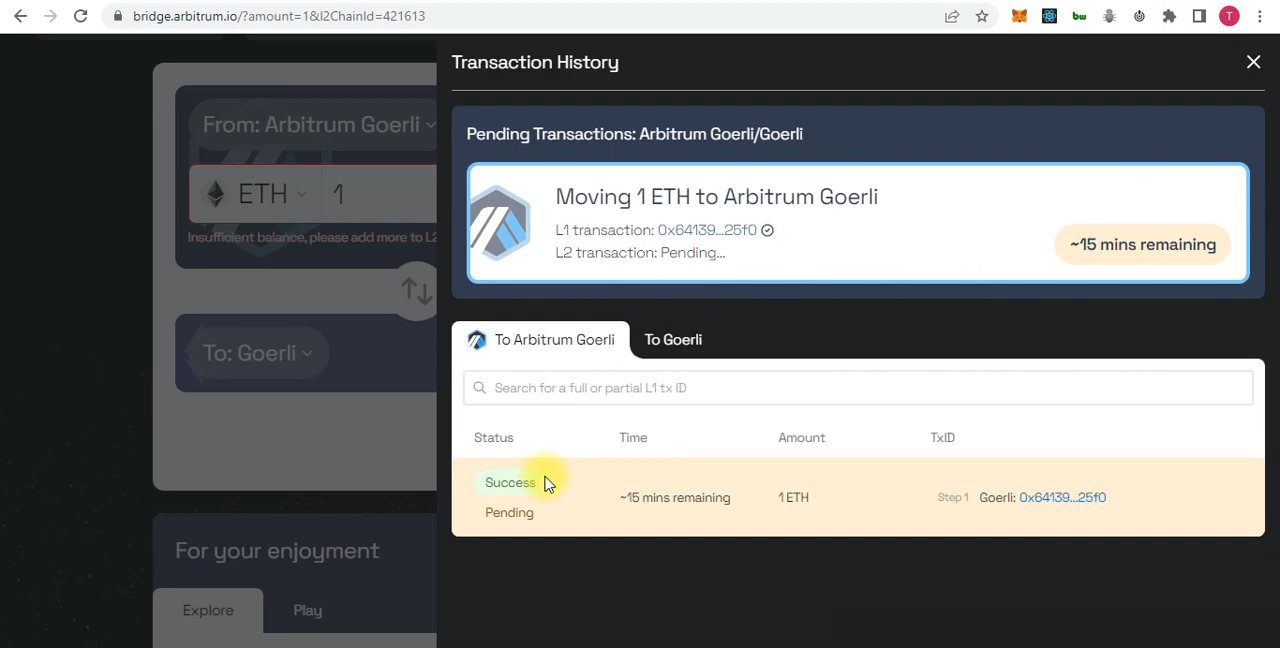 bridge.arbitrum.io/?amount=1&l2ChainId=421613
bw
T
Transaction History
From: Arbitrum Goerli
ETH 1
Insufficient balance, please add more to L2
To: Goerli
For your enjoyment
Explore Play
Pending Transactions: Arbitrum Goerli/Goerli
Moving 1 ETH to Arbitrum Goerli
L1 transaction: 0x64139...25f0
L2 transaction: Pending...
~15 mins remaining
To Arbitrum Goerli To Goerli
Search for a full or partial L1 tx ID
Status Time Amount TxID
Success
~15 mins remaining 1 ETH Step 1 Goerli: 0x64139...25f0
Pending